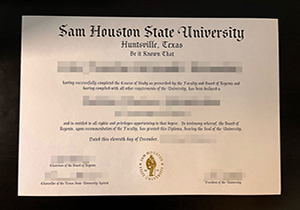 Sam Houston State University
Huntsville, Texas
Be it Known That
having successfully completed the Course of Study as prescribed by the Faculty and Board of Regents and
having complied with all other requirements of the University, has been declared a
and is entitled to all rights and privileges appertaining to that degree. In testimony whereof, the Board of
Regents, upon recommendation of the Faculty, has granted this Diploma, bearing the Seal of the University.
Dated this eleventh day of December,
Chairman of the Board of Regents
Chancellor of the Texas State University System
President of the University